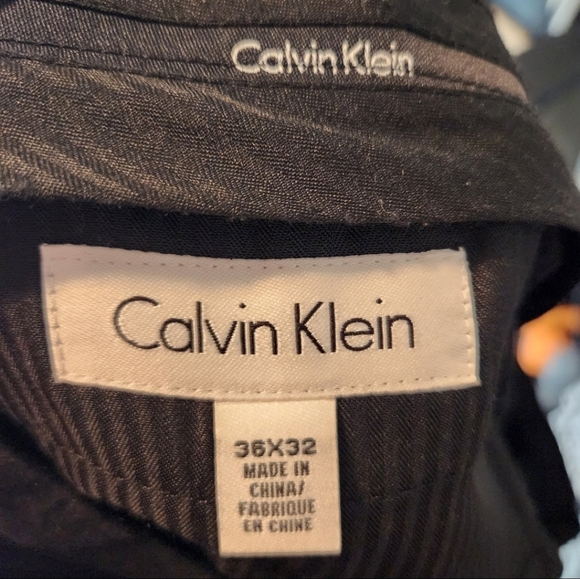 Calvin Klein
Calvin Klein
36X32
MADE IN
CHINA/
FABRIQUE
EN CHINE